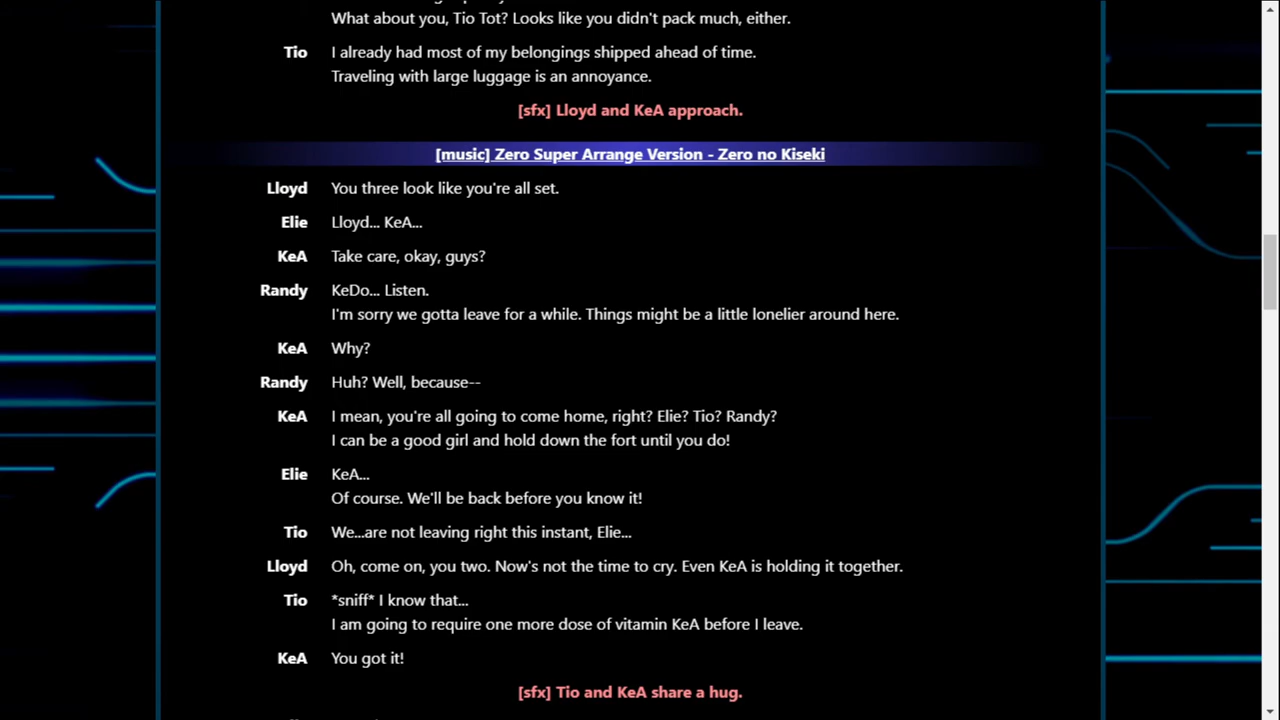 What about you, Tio Tot? Looks like you didn't pack much, either.
Tio I already had most of my belongings shipped ahead of time.
Traveling with large luggage is an annoyance.
[sfx] Lloyd and KeA approach.
[music] Zero Super Arrange Version - Zero no Kiseki
Lloyd You three look like you're all set.
Elie Lloyd... KeA...
KeA Take care, okay, guys?
Randy KeDo... Listen.
I'm sorry we gotta leave for a while. Things might be a little lonelier around here.
KeA Why?
Randy Huh? Well, because--
KeA I mean, you're all going to come home, right? Elie? Tio? Randy?
I can be a good girl and hold down the fort until you do!
Elie KeA...
Of course. We'll be back before you know it!
Tio We...are not leaving right this instant, Elie...
Lloyd Oh, come on, you two. Now's not the time to cry. Even KeA is holding it together.
Tio *sniff* I know that...
I am going to require one more dose of vitamin KeA before I leave.
KeA You got it!
[sfx] Tio and KeA share a hug.